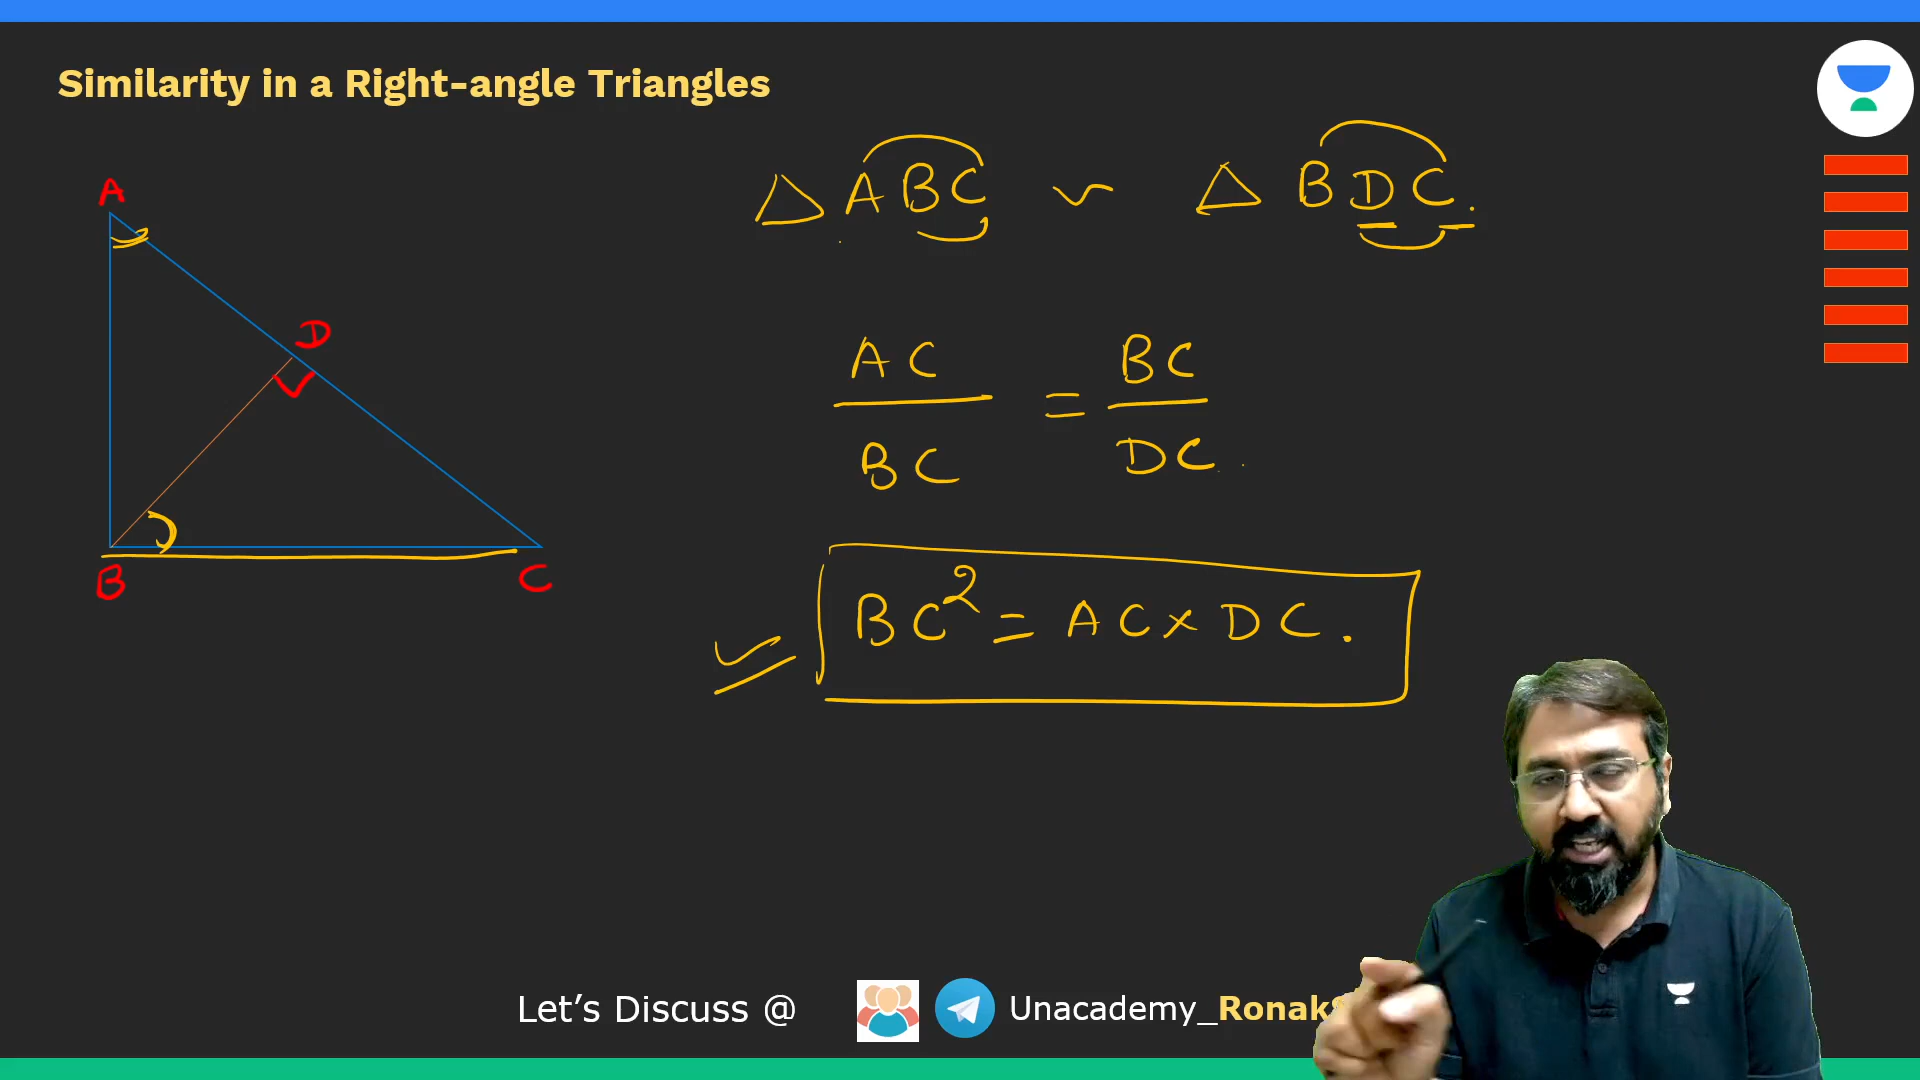 Similarity in a Right-angle Triangles
A
D
B
C
△ABC ~ △BDC.
AC = BC
BC DC
BC² = AC × DC.
Let’s Discuss @ Unacademy_Ronak